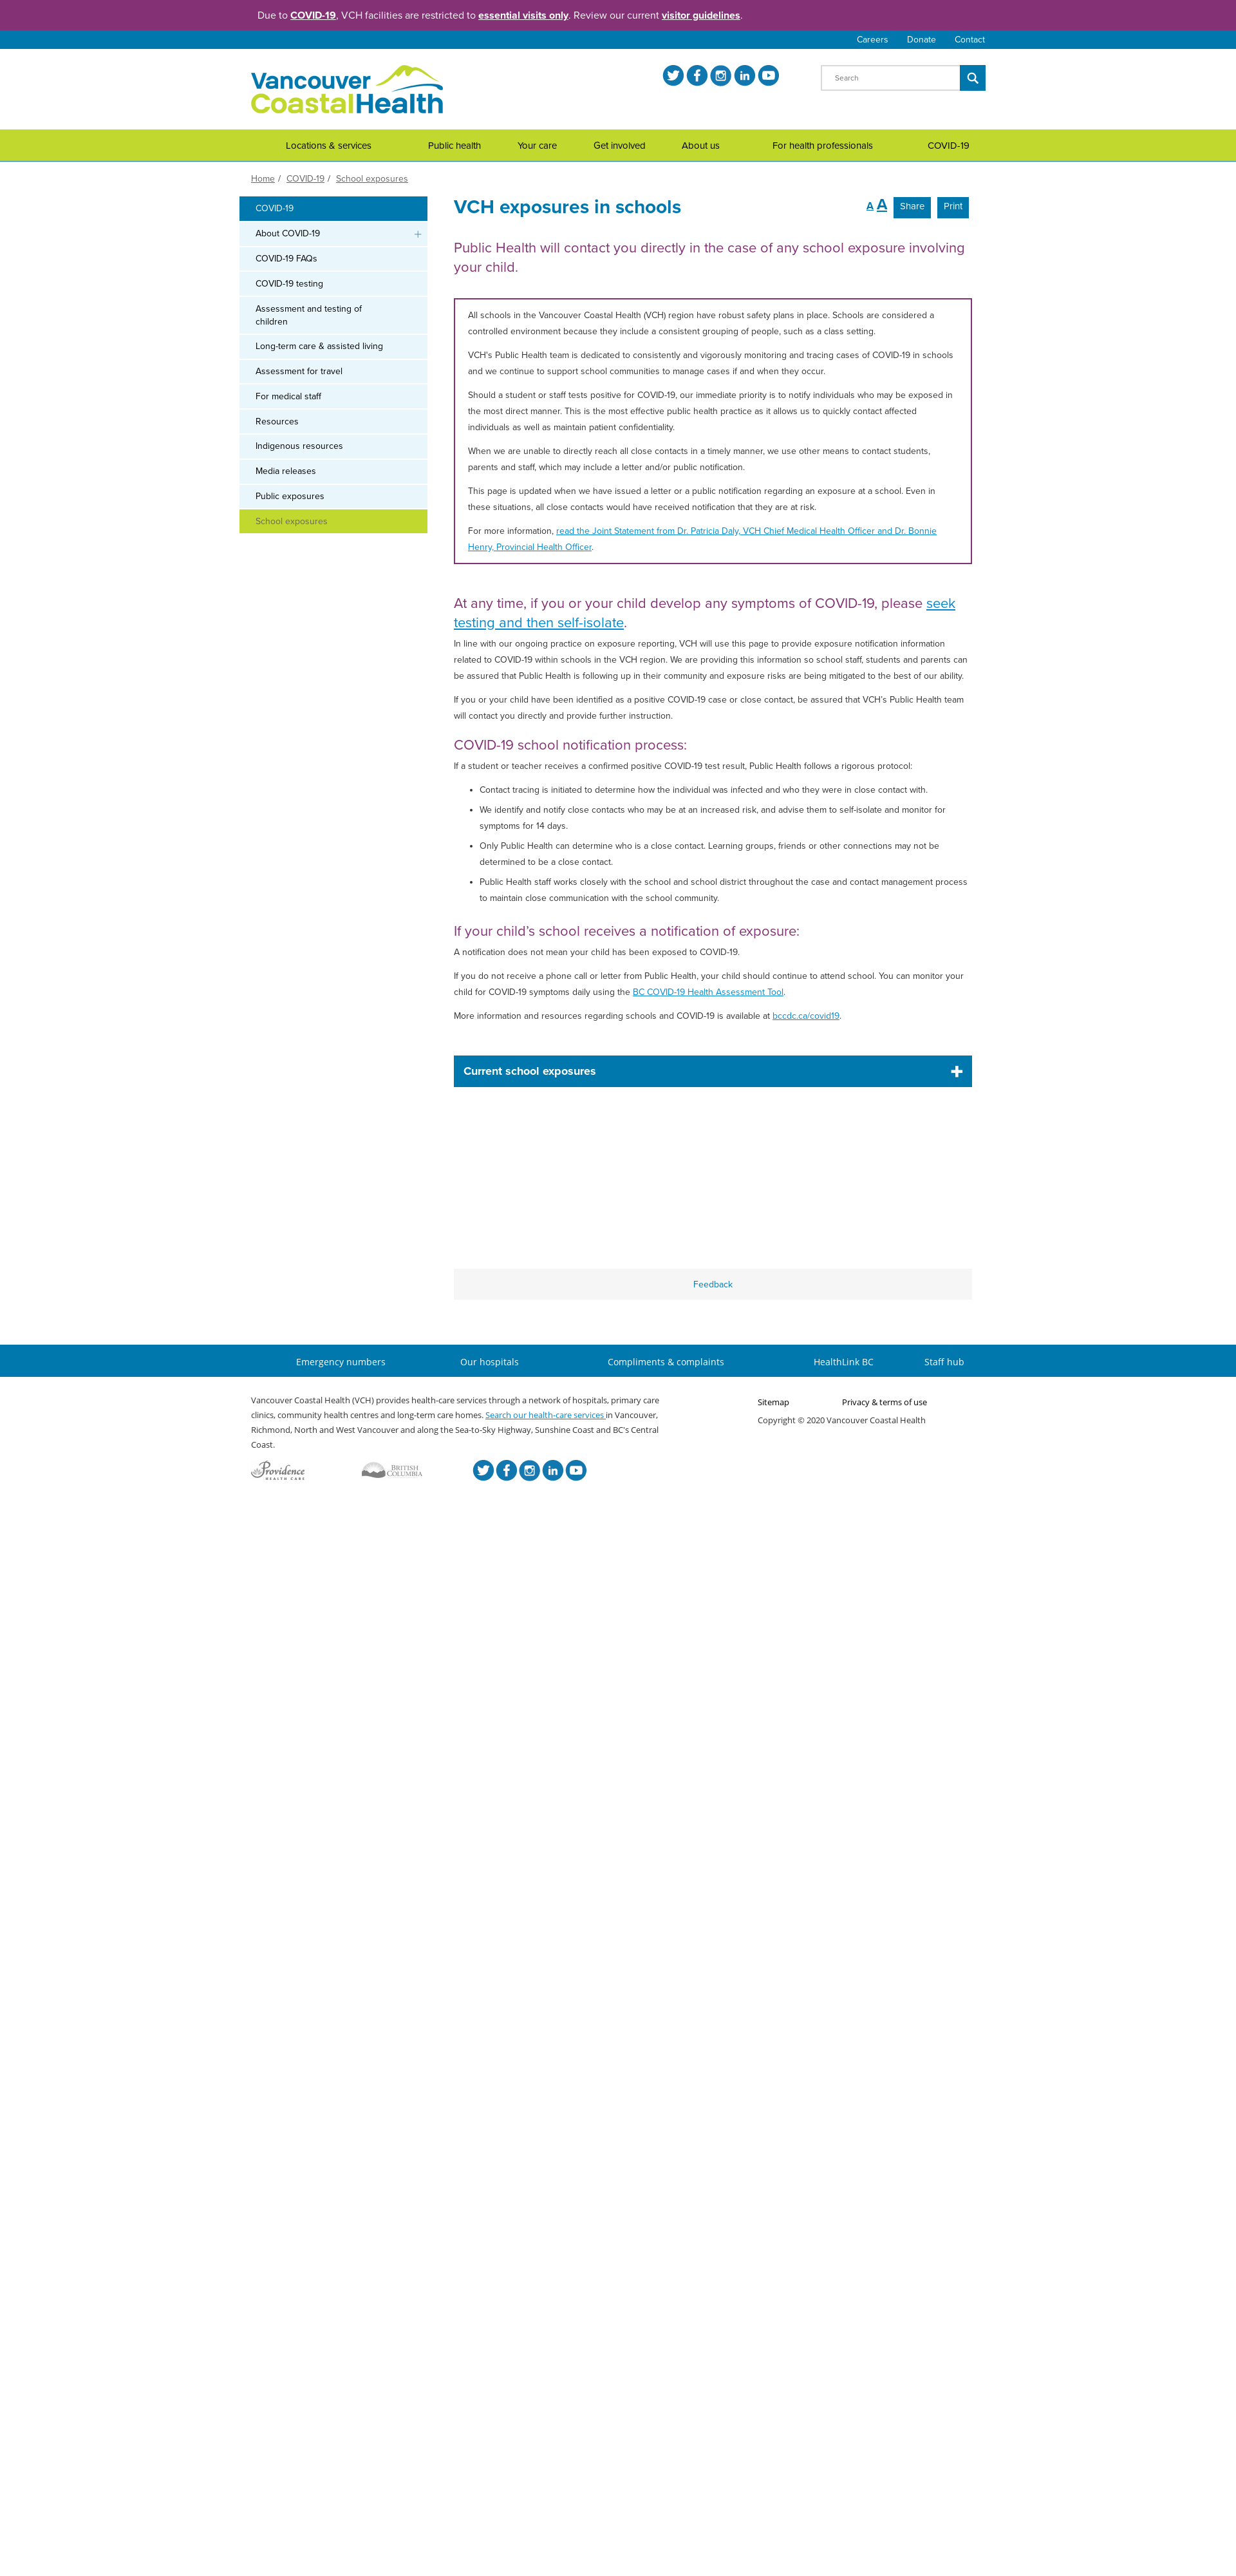 Due to COVID-19, VCH facilities are restricted to essential visits only. Review our current visitor guidelines.
Careers Donate Contact
Vancouver
CoastalHealth
Search
Locations & services Public health Your care Get involved About us For health professionals COVID-19
Home / COVID-19 / School exposures
COVID-19
About COVID-19 +
COVID-19 FAQs
COVID-19 testing
Assessment and testing of
children
Long-term care & assisted living
Assessment for travel
For medical staff
Resources
Indigenous resources
Media releases
Public exposures
School exposures
VCH exposures in schools
A A Share Print
Public Health will contact you directly in the case of any school exposure involving
your child.
All schools in the Vancouver Coastal Health (VCH) region have robust safety plans in place. Schools are considered a
controlled environment because they include a consistent grouping of people, such as a class setting.
VCH's Public Health team is dedicated to consistently and vigorously monitoring and tracing cases of COVID-19 in schools
and we continue to support school communities to manage cases if and when they occur.
Should a student or staff tests positive for COVID-19, our immediate priority is to notify individuals who may be exposed in
the most direct manner. This is the most effective public health practice as it allows us to quickly contact affected
individuals as well as maintain patient confidentiality.
When we are unable to directly reach all close contacts in a timely manner, we use other means to contact students,
parents and staff, which may include a letter and/or public notification.
This page is updated when we have issued a letter or a public notification regarding an exposure at a school. Even in
these situations, all close contacts would have received notification that they are at risk.
For more information, read the Joint Statement from Dr. Patricia Daly, VCH Chief Medical Health Officer and Dr. Bonnie
Henry, Provincial Health Officer.
At any time, if you or your child develop any symptoms of COVID-19, please seek
testing and then self-isolate.
In line with our ongoing practice on exposure reporting, VCH will use this page to provide exposure notification information
related to COVID-19 within schools in the VCH region. We are providing this information so school staff, students and parents can
be assured that Public Health is following up in their community and exposure risks are being mitigated to the best of our ability.
If you or your child have been identified as a positive COVID-19 case or close contact, be assured that VCH's Public Health team
will contact you directly and provide further instruction.
COVID-19 school notification process:
If a student or teacher receives a confirmed positive COVID-19 test result, Public Health follows a rigorous protocol:
• Contact tracing is initiated to determine how the individual was infected and who they were in close contact with.
• We identify and notify close contacts who may be at an increased risk, and advise them to self-isolate and monitor for
symptoms for 14 days.
• Only Public Health can determine who is a close contact. Learning groups, friends or other connections may not be
determined to be a close contact.
• Public Health staff works closely with the school and school district throughout the case and contact management process
to maintain close communication with the school community.
If your child's school receives a notification of exposure:
A notification does not mean your child has been exposed to COVID-19.
If you do not receive a phone call or letter from Public Health, your child should continue to attend school. You can monitor your
child for COVID-19 symptoms daily using the BC COVID-19 Health Assessment Tool.
More information and resources regarding schools and COVID-19 is available at bccdc.ca/covid19.
Current school exposures
Feedback
Emergency numbers Our hospitals Compliments & complaints HealthLink BC Staff hub
Vancouver Coastal Health (VCH) provides health-care services through a network of hospitals, primary care
clinics, community health centres and long-term care homes. Search our health-care services in Vancouver,
Richmond, North and West Vancouver and along the Sea-to-Sky Highway, Sunshine Coast and BC's Central
Coast.
Sitemap Privacy & terms of use
Copyright © 2020 Vancouver Coastal Health
Providence
HEALTH CARE
BRITISH
COLUMBIA